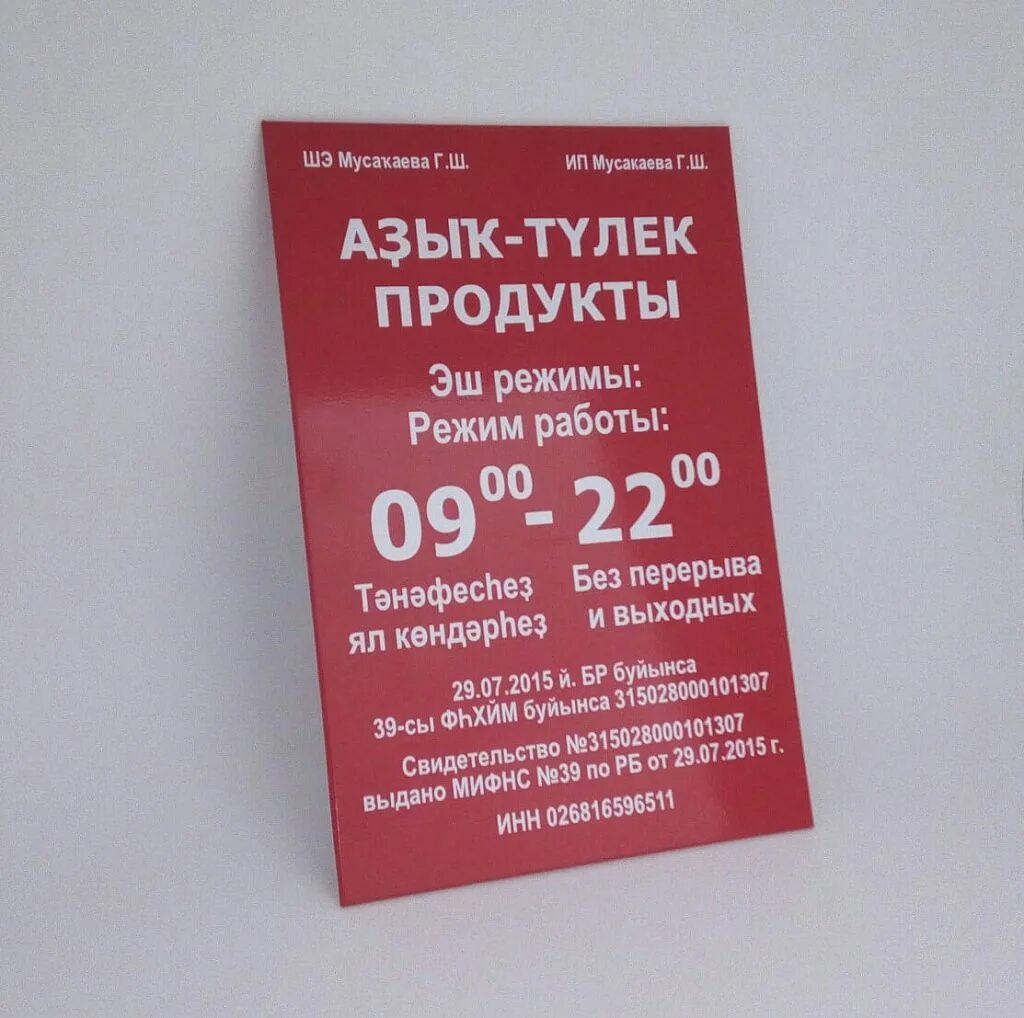 ШЭ Мусаҡаева Г.Ш. ИП Мусакаева Г.Ш.
АҘЫҠ-ТҮЛЕК
ПРОДУКТЫ
Эш режимы:
Режим работы:
09⁰⁰ - 22⁰⁰
Тәнәфесһеҙ Без перерыва
ял көндәрһеҙ и выходных
29.07.2015 й. БР буйынса
39-сы ФҺХЙМ буйынса 315028000101307
Свидетельство №315028000101307
выдано МИФНС №39 по РБ от 29.07.2015 г.
ИНН 026816596511